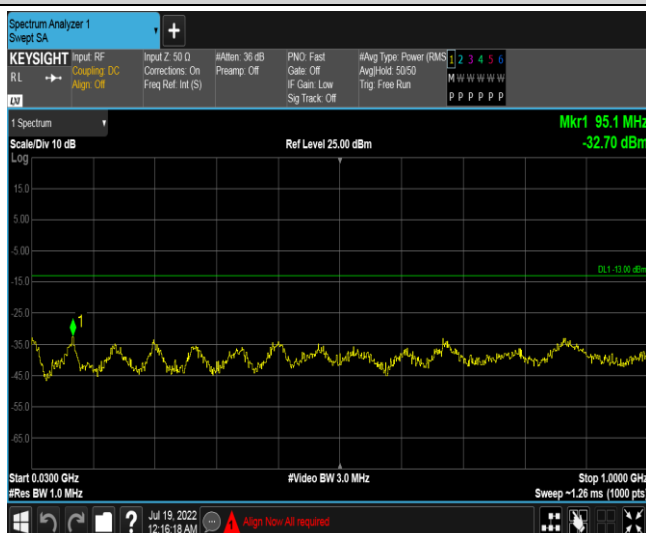 Spectrum Analyzer 1
Swept SA
+
KEYSIGHT
RL
LXI
Input: RF
Coupling: DC
Align: Off
Input Z: 50 Ω
Corrections: On
Freq Ref: Int (S)
#Atten: 36 dB
Preamp: Off
PNO: Fast
Gate: Off
IF Gain: Low
Sig Track: Off
#Avg Type: Power (RMS
Avg|Hold: 50/50
Trig: Free Run
1 2 3 4 5 6
M W W W W W
P P P P P P
1 Spectrum
Mkr1 95.1 MHz
Scale/Div 10 dB
Ref Level 25.00 dBm
-32.70 dBm
Log
15.0
5.00
-5.00
DL1 -13.00 dBm
-15.0
-25.0
1
-35.0
-45.0
-55.0
-65.0
Start 0.0300 GHz
#Video BW 3.0 MHz
Stop 1.0000 GHz
#Res BW 1.0 MHz
Sweep ~1.26 ms (1000 pts)
?
Jul 19, 2022
12:16:18 AM
Align Now All required